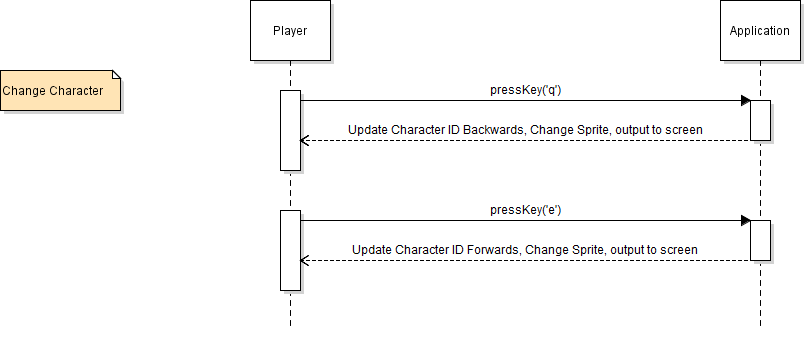 Player
Application
Change Character
pressKey('q')
Update Character ID Backwards, Change Sprite, output to screen
pressKey('e')
Update Character ID Forwards, Change Sprite, output to screen